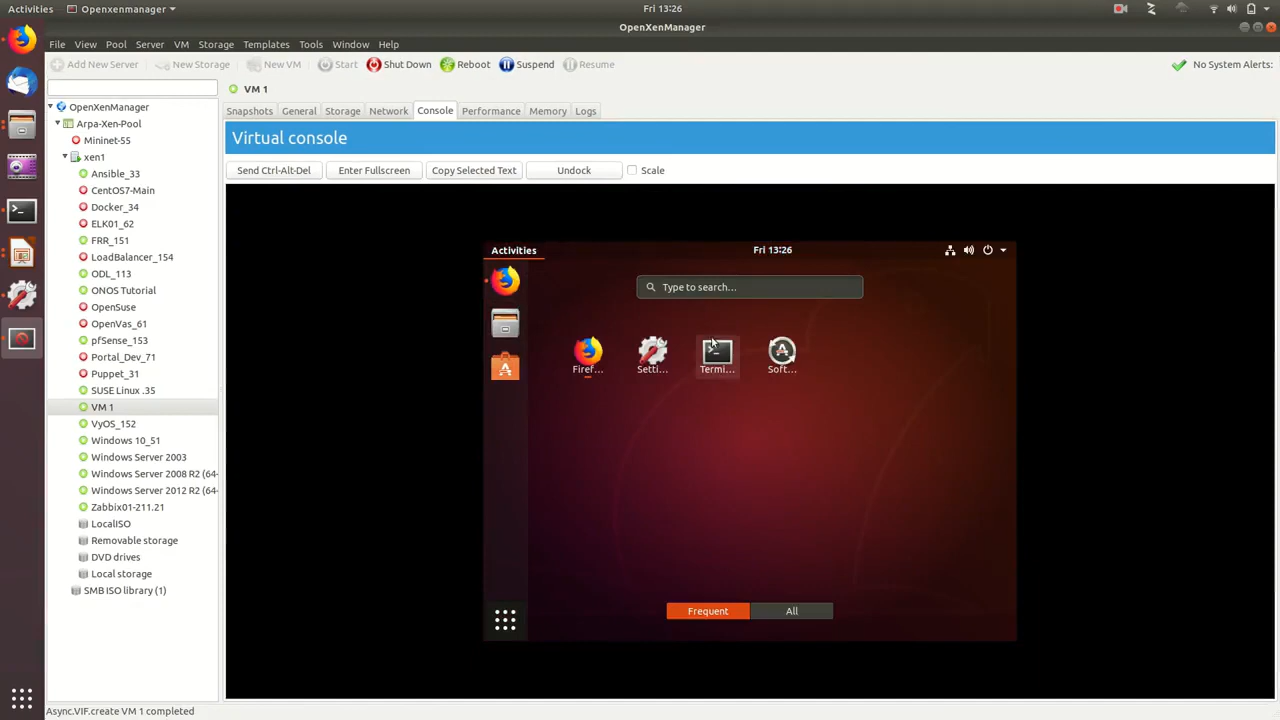 Activities Openxenmanager Fri 13:26
OpenXenManager
File View Pool Server VM Storage Templates Tools Window Help
Add New Server New Storage New VM Start Shut Down Reboot Suspend Resume No System Alerts:
VM 1
Snapshots General Storage Network Console Performance Memory Logs
Virtual console
Send Ctrl-Alt-Del Enter Fullscreen Copy Selected Text Undock Scale
OpenXenManager
Arpa-Xen-Pool
Mininet-55
xen1
Ansible_33
CentOS7-Main
Docker_34
ELK01_62
FRR_151
LoadBalancer_154
ODL_113
ONOS Tutorial
OpenSuse
OpenVas_61
pfSense_153
Portal_Dev_71
Puppet_31
SUSE Linux .35
VM 1
VyOS_152
Windows 10_51
Windows Server 2003
Windows Server 2008 R2 (64-
Windows Server 2012 R2 (64-
Zabbix01-211.21
LocalISO
Removable storage
DVD drives
Local storage
SMB ISO library (1)
Activities Fri 13:26
Type to search…
Firef… Setti… Termi… Soft…
Frequent All
Async.VIF.create VM 1 completed